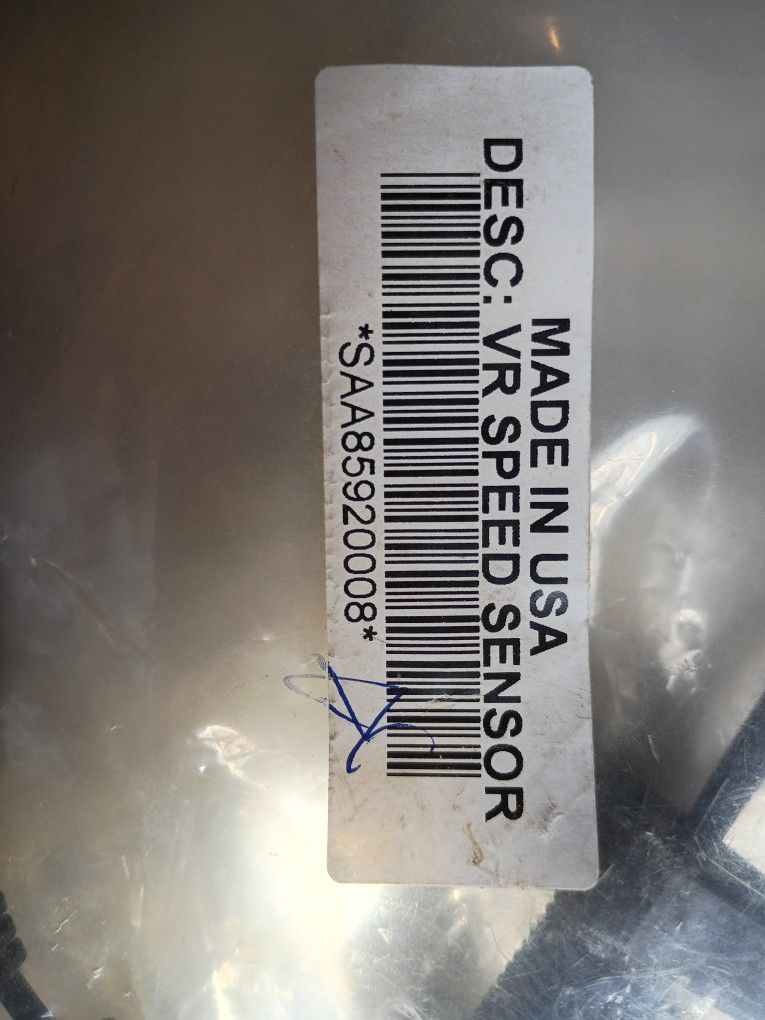 MADE IN USA
DESC: VR SPEED SENSOR
*SAA85920008*